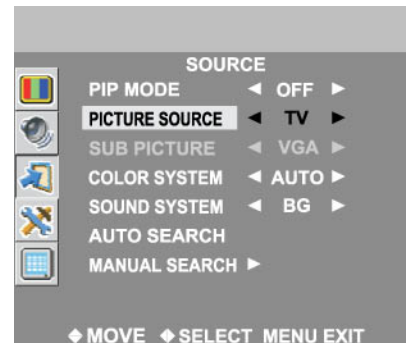 SOURCE
PIP MODE ◄ OFF ►
PICTURE SOURCE ◄ TV ►
SUB PICTURE ◄ VGA ►
COLOR SYSTEM ◄ AUTO ►
SOUND SYSTEM ◄ BG ►
AUTO SEARCH
MANUAL SEARCH ►
◆ MOVE ◆ SELECT MENU EXIT